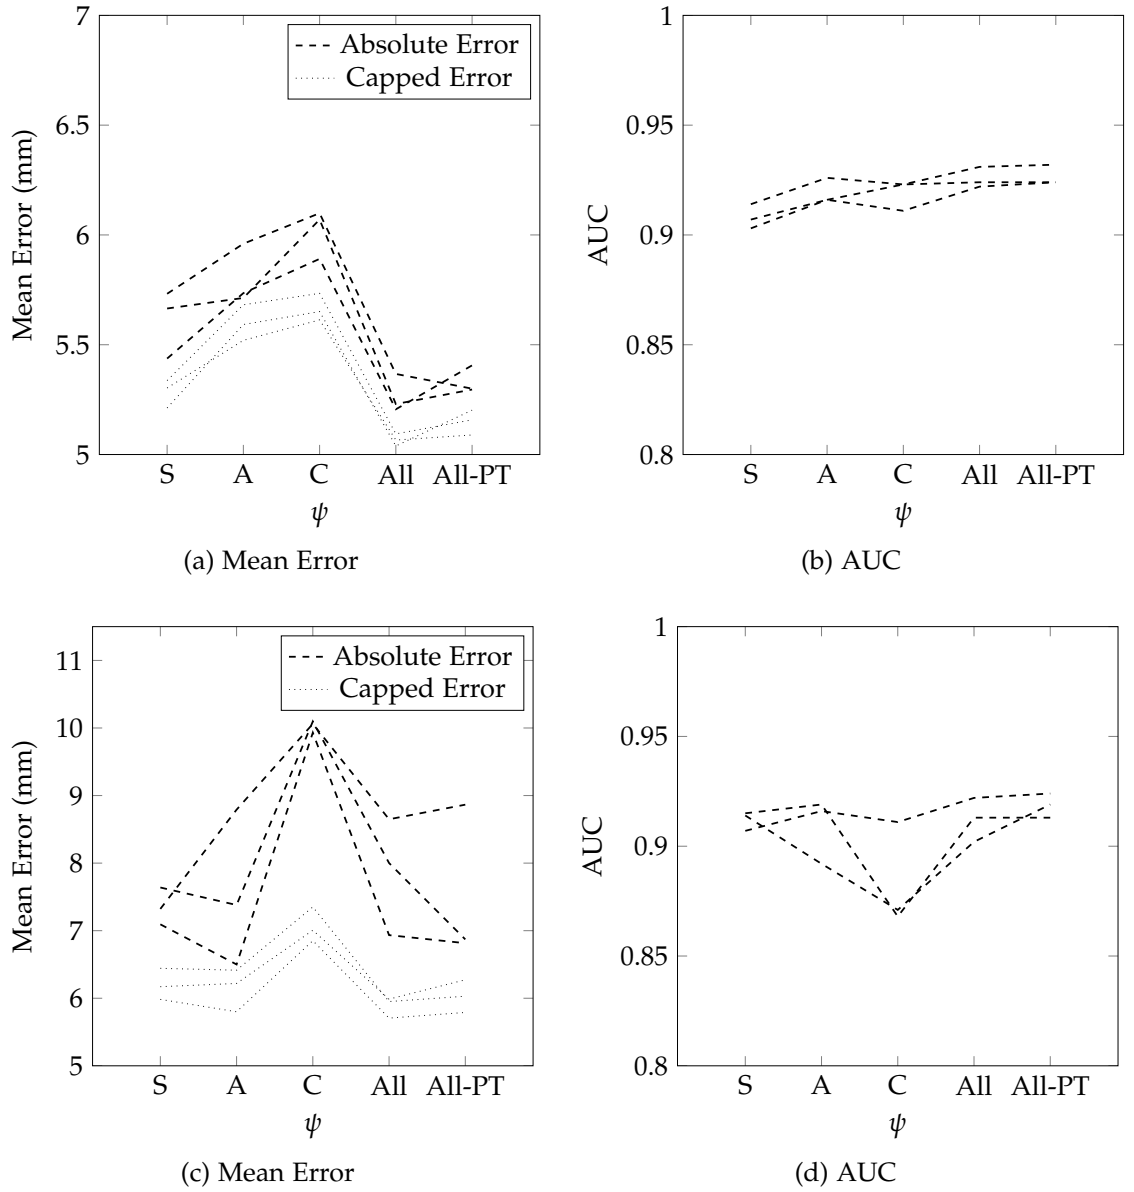 7
6.5
6
5.5
5
Mean Error (mm)
Absolute Error
Capped Error
S A C All All-PT
ψ
(a) Mean Error
1
0.95
0.9
0.85
0.8
AUC
S A C All All-PT
ψ
(b) AUC
11
10
9
8
7
6
5
Mean Error (mm)
Absolute Error
Capped Error
S A C All All-PT
ψ
(c) Mean Error
1
0.95
0.9
0.85
0.8
AUC
S A C All All-PT
ψ
(d) AUC